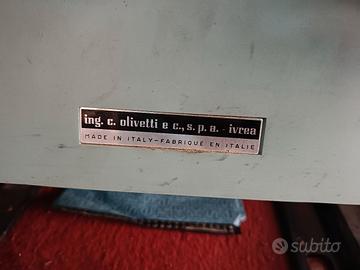 ing. c. olivetti e c., s. p. a. - ivrea
MADE IN ITALY-FABRIQUÉ EN ITALIE
subito